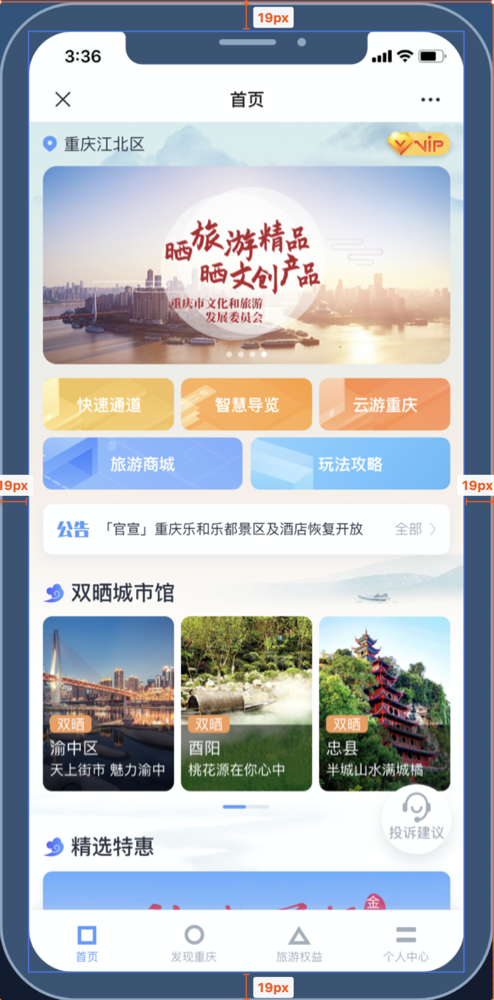 19px
3:36
首页
重庆江北区
VIP
晒旅游精品
晒文创产品
重庆市文化和旅游
发展委员会
快速通道
智慧导览
云游重庆
旅游商城
玩法攻略
19px
19px
公告
「官宣」重庆乐和乐都景区及酒店恢复开放
全部
双晒城市馆
双晒
渝中区
天上街市 魅力渝中
双晒
酉阳
桃花源在你心中
双晒
忠县
半城山水满城橘
投诉建议
精选特惠
金
首页
发现重庆
旅游权益
个人中心
19px